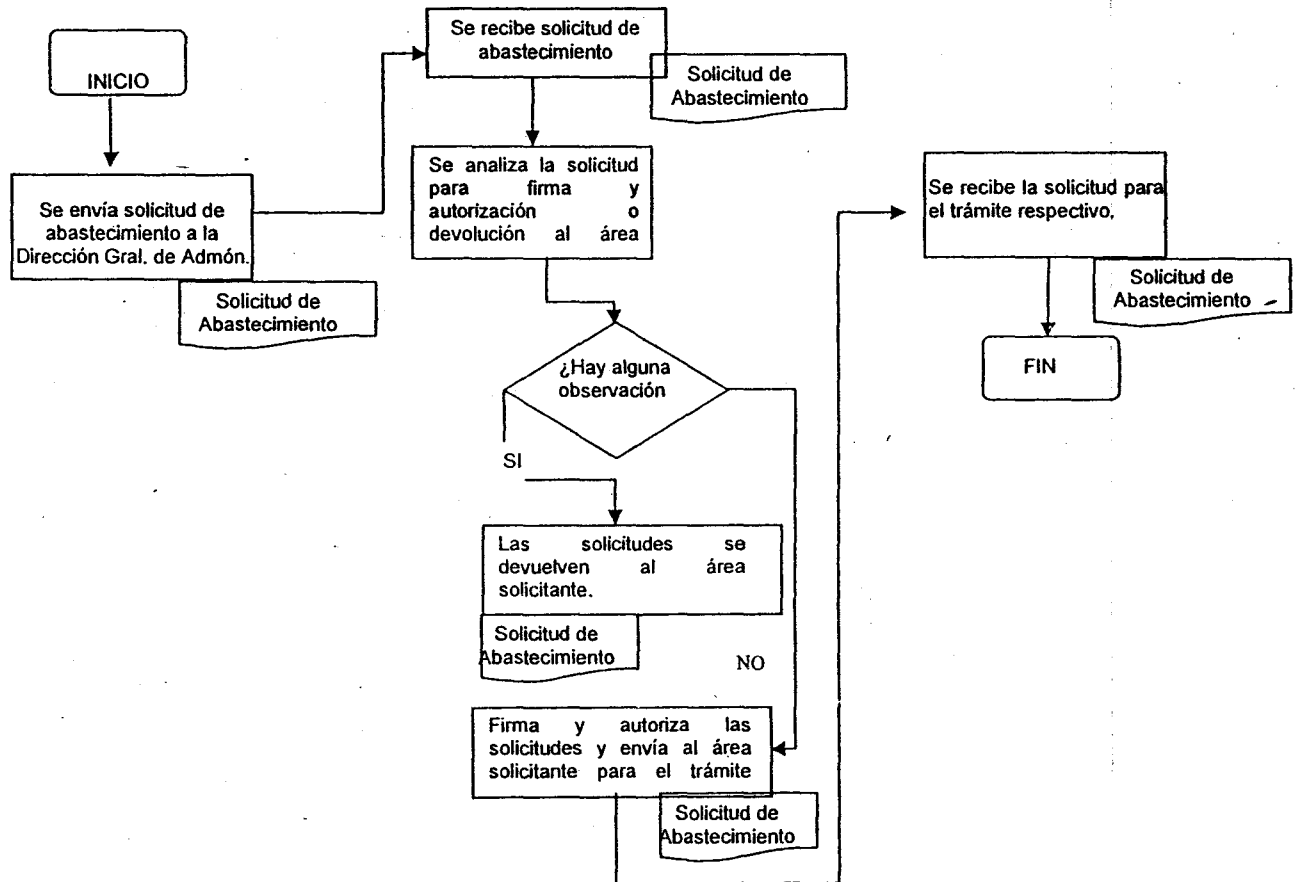 INICIO
Se envía solicitud de
abastecimiento a la
Dirección Gral. de Admón.
Solicitud de
Abastecimiento
Se recibe solicitud de
abastecimiento
Solicitud de
Abastecimiento
Se analiza la solicitud
para firma y
autorización o
devolución al área
¿Hay alguna
observación
SI
Las solicitudes se
devuelven al área
solicitante.
Solicitud de
Abastecimiento
NO
Firma y autoriza las
solicitudes y envía al área
solicitante para el trámite
Solicitud de
Abastecimiento
Se recibe la solicitud para
el trámite respectivo.
Solicitud de
Abastecimiento
FIN